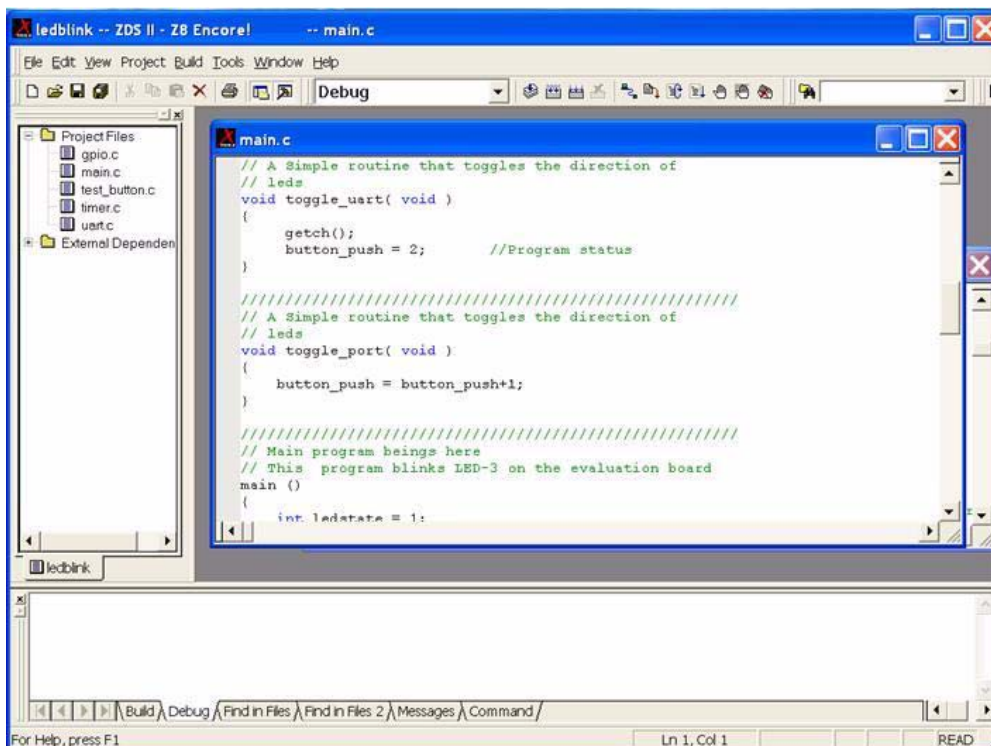 ledblink -- ZDS II - Z8 Encore! -- main.c
File Edit View Project Build Tools Window Help
Debug
Project Files
gpio.c
main.c
test_button.c
timer.c
uart.c
External Dependen
ledblink
main.c
// A Simple routine that toggles the direction of
// leds
void toggle_uart( void )
{
getch();
button_push = 2; //Program status
}
////////////////////////////////////////////////////////
// A Simple routine that toggles the direction of
// leds
void toggle_port( void )
{
button_push = button_push+1;
}
////////////////////////////////////////////////////////
// Main program beings here
// This program blinks LED-3 on the evaluation board
main ()
{
int ledstate = 1;
Build Debug Find in Files Find in Files 2 Messages Command
For Help, press F1 Ln 1, Col 1 READ